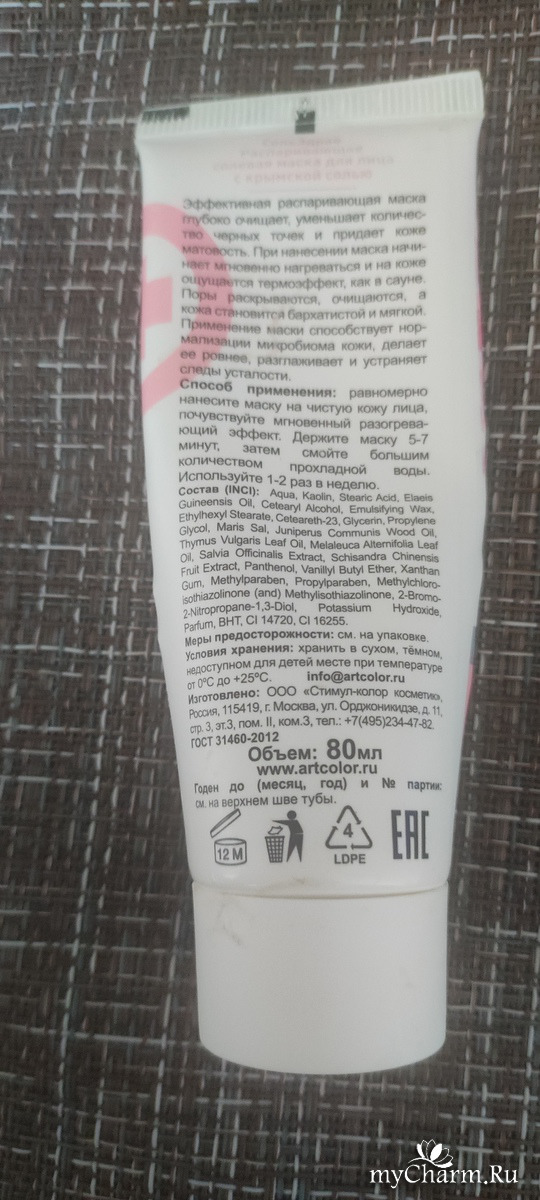 маска для лица
с крымской солью
Эффективная распаривающая маска
глубоко очищает, уменьшает количес-
тво черных точек и придает коже
матовость. При нанесении маска начи-
нает мгновенно нагреваться и на коже
ощущается термоэффект, как в сауне.
Поры раскрываются, очищаются, а
кожа становится бархатистой и мягкой.
Применение маски способствует нор-
мализации микробиома кожи, делает
ее ровнее, разглаживает и устраняет
следы усталости.
Способ применения: равномерно
нанесите маску на чистую кожу лица,
почувствуйте мгновенный разогрева-
ющий эффект. Держите маску 5-7
минут, затем смойте большим
количеством прохладной воды.
Используйте 1-2 раз в неделю.
Состав (INCI): Aqua, Kaolin, Stearic Acid, Elaeis
Guineensis Oil, Cetearyl Alcohol, Emulsifying Wax,
Ethylhexyl Stearate, Ceteareth-23, Glycerin, Propylene
Glycol, Maris Sal, Juniperus Communis Wood Oil,
Thymus Vulgaris Leaf Oil, Melaleuca Alternifolia Leaf
Oil, Salvia Officinalis Extract, Schisandra Chinensis
Fruit Extract, Panthenol, Vanillyl Butyl Ether, Xanthan
Gum, Methylparaben, Propylparaben, Methylchloro-
isothiazolinone (and) Methylisothiazolinone, 2-Bromo-
2-Nitropropane-1,3-Diol, Potassium Hydroxide,
Parfum, BHT, CI 14720, CI 16255.
Меры предосторожности: см. на упаковке.
Условия хранения: хранить в сухом, тёмном,
недоступном для детей месте при температуре
от 0°С до +25°С. info@artcolor.ru
Изготовлено: ООО «Стимул-колор косметик»,
Россия, 115419, г. Москва, ул. Орджоникидзе, д. 11,
стр. 3, эт.3, пом. II, ком.3, тел.: +7(495)234-47-82.
ГОСТ 31460-2012
Объем: 80мл
www.artcolor.ru
Годен до (месяц, год) и № партии:
см. на верхнем шве тубы.
12 M
4
LDPE
EAC
myCharm.Ru